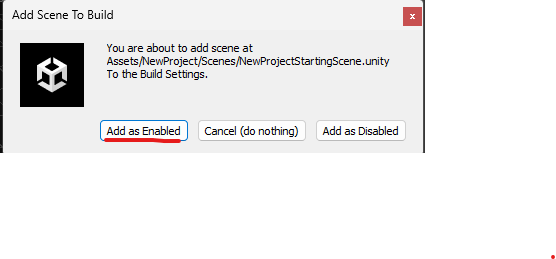 Add Scene To Build
x
You are about to add scene at
Assets/NewProject/Scenes/NewProjectStartingScene.unity
To the Build Settings.
Add as Enabled
Cancel (do nothing)
Add as Disabled